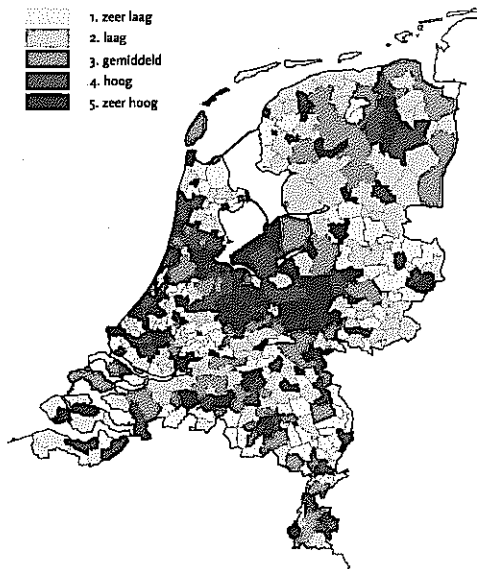 1. zeer laag
2. laag
3. gemiddeld
4. hoog
5. zeer hoog